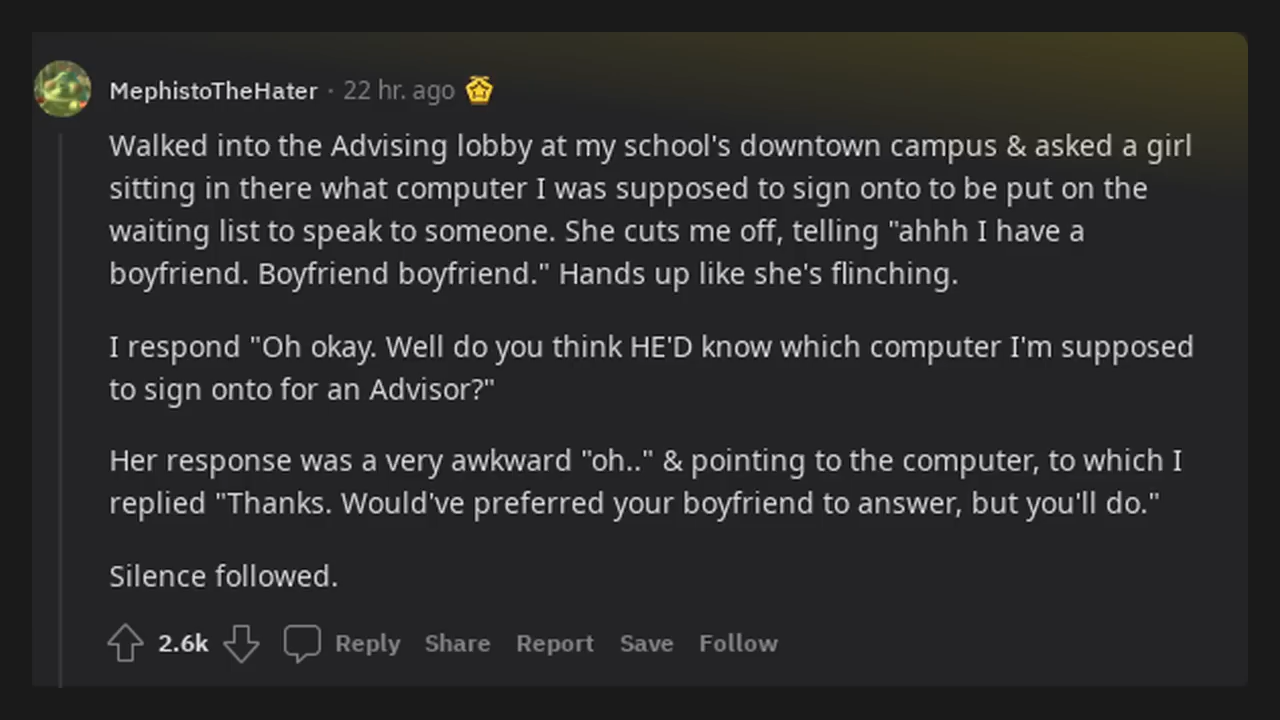 MephistoTheHater · 22 hr. ago
Walked into the Advising lobby at my school's downtown campus & asked a girl
sitting in there what computer I was supposed to sign onto to be put on the
waiting list to speak to someone. She cuts me off, telling "ahhh I have a
boyfriend. Boyfriend boyfriend." Hands up like she's flinching.
I respond "Oh okay. Well do you think HE'D know which computer I'm supposed
to sign onto for an Advisor?"
Her response was a very awkward "oh.." & pointing to the computer, to which I
replied "Thanks. Would've preferred your boyfriend to answer, but you'll do."
Silence followed.
2.6k Reply Share Report Save Follow